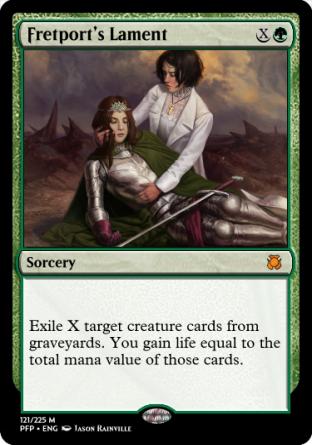 Fretport's Lament X
Sorcery
Exile X target creature cards from
graveyards. You gain life equal to the
total mana value of those cards.
121/225 M
PFP • ENG Jason Rainville